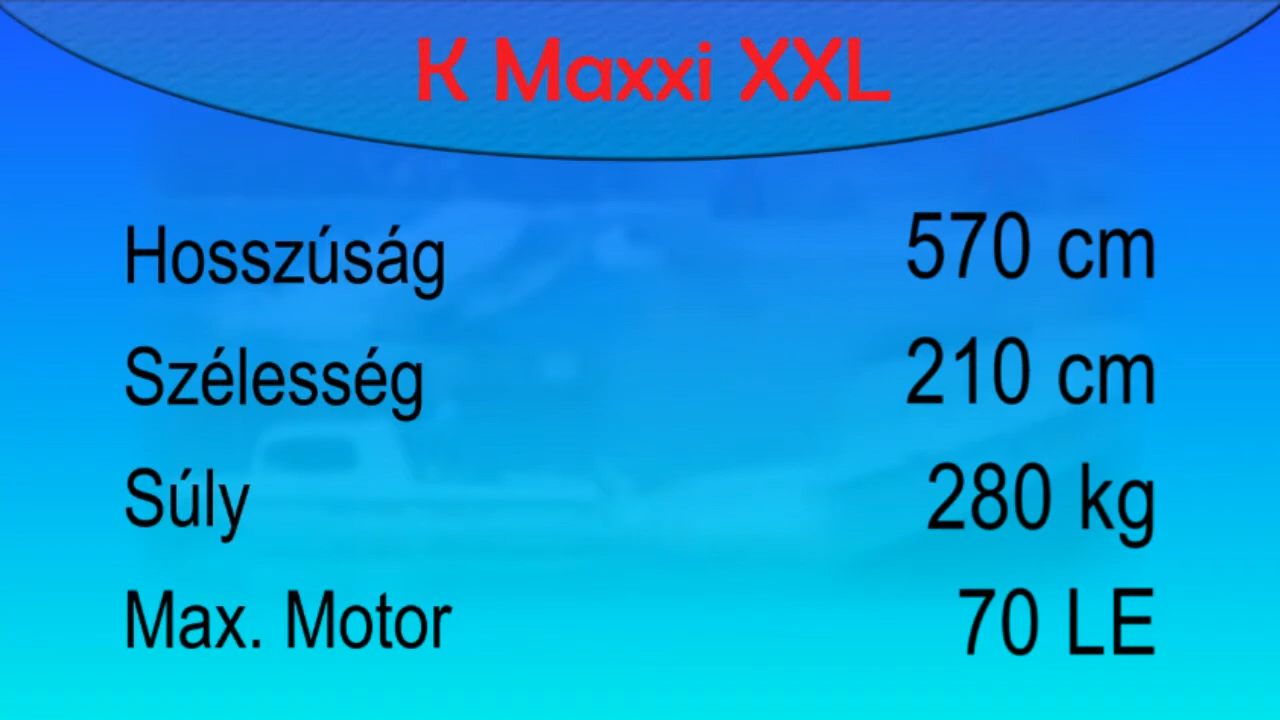 K Maxxi XXL
Hosszúság 570 cm
Szélesség 210 cm
Súly 280 kg
Max. Motor 70 LE